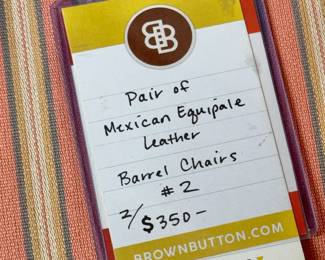 BB
Pair of
Mexican Equipale
Leather
Barrel Chairs
#2
2/$350-
BROWNBUTTON.COM